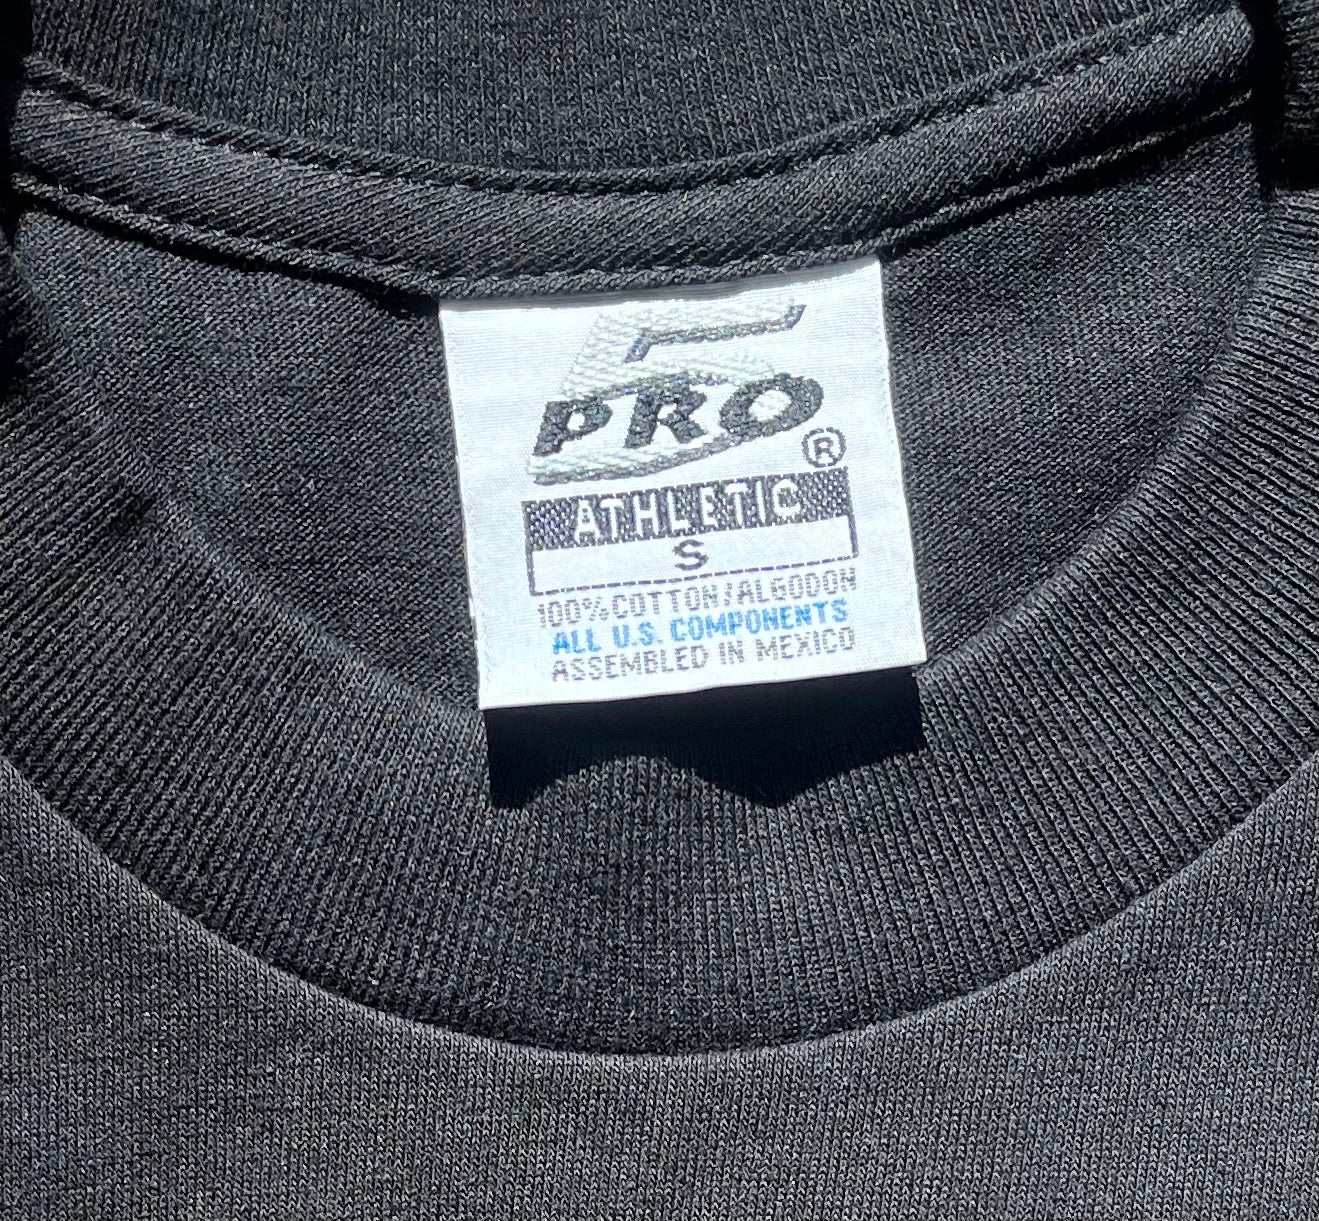 5
PRO
®
ATHLETIC
S
100% COTTON/ALGODON
ALL U.S. COMPONENTS
ASSEMBLED IN MEXICO